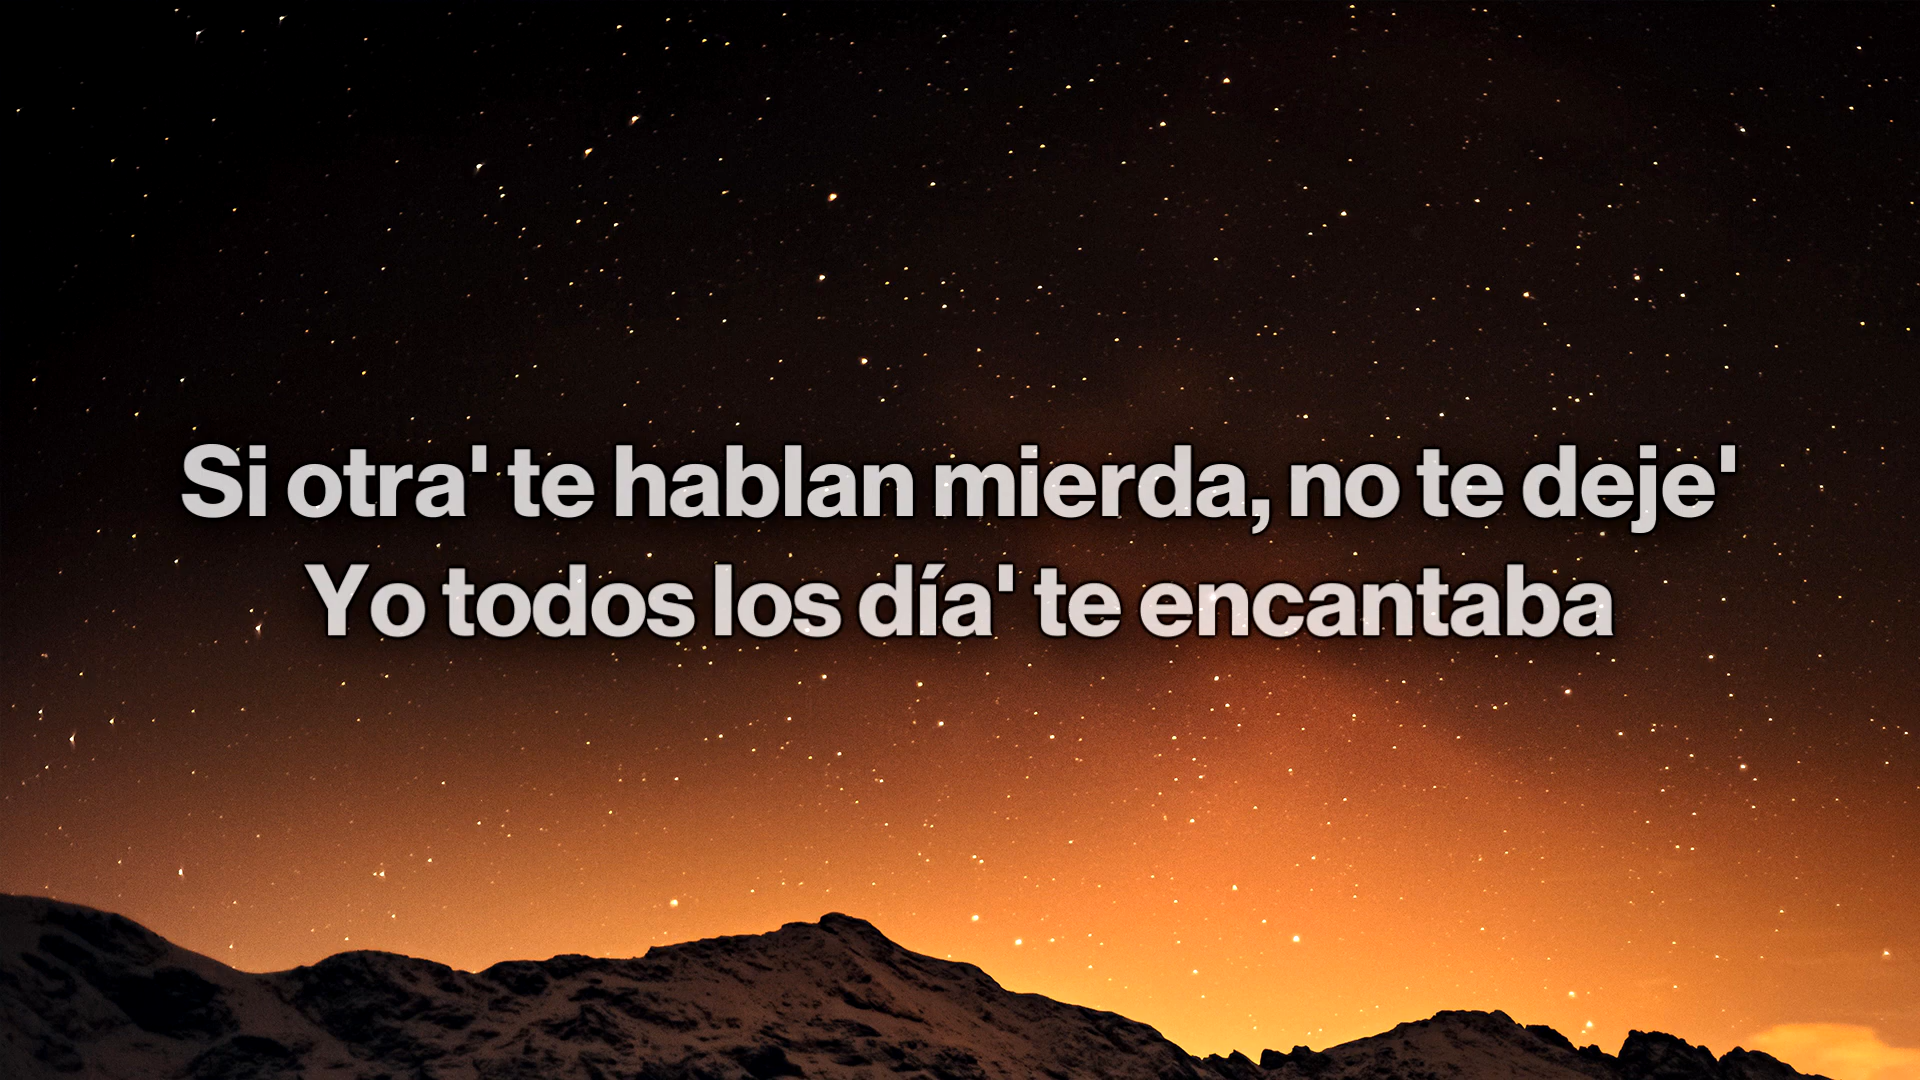 Si otra' te hablan mierda, no te deje'
Yo todos los día' te encantaba